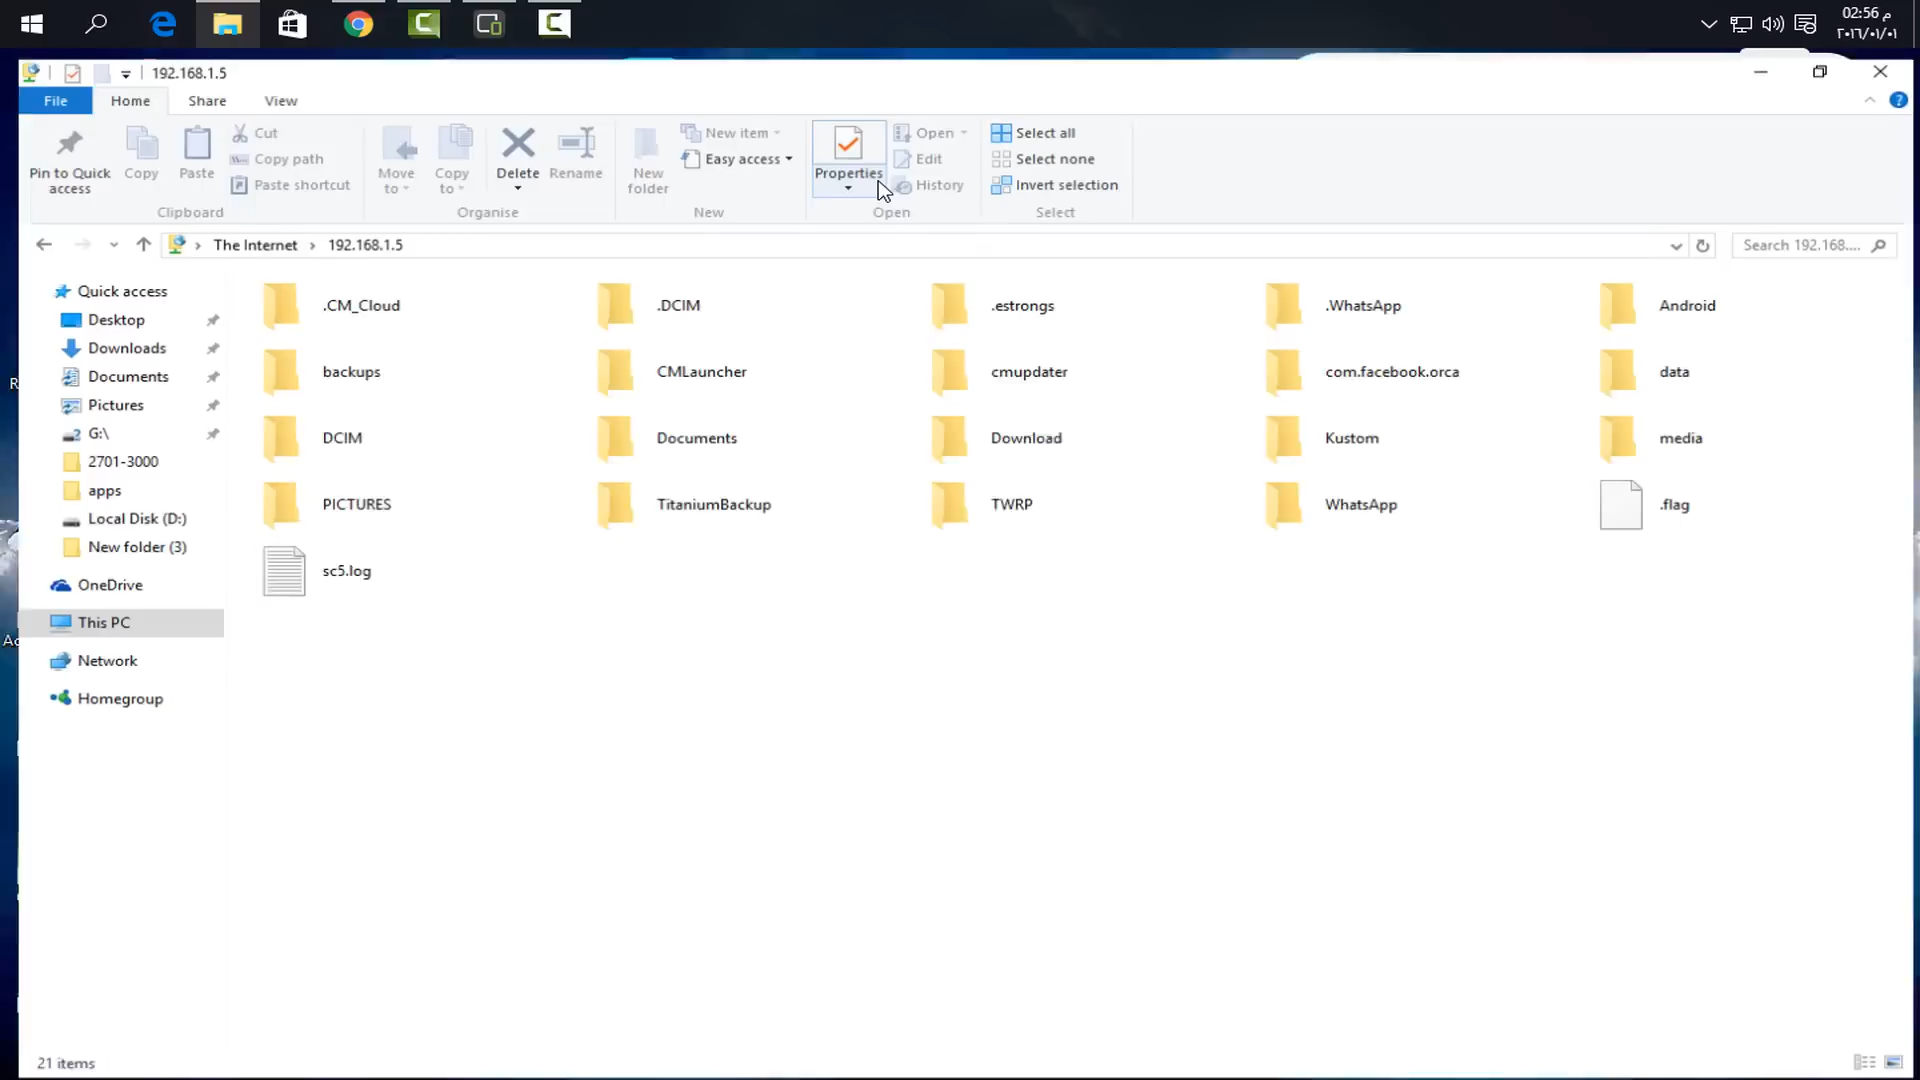 م 02:56
٢٠١٦/٠١/٠١
192.168.1.5
File Home Share View
Pin to Quick access
Copy
Paste
Cut
Copy path
Paste shortcut
Clipboard
Move to
Copy to
Delete
Rename
Organise
New folder
New item
Easy access
New
Properties
Open
Edit
History
Open
Select all
Select none
Invert selection
Select
The Internet 192.168.1.5
Search 192.168....
Quick access
Desktop
Downloads
Documents
Pictures
G:\
2701-3000
apps
Local Disk (D:)
New folder (3)
OneDrive
This PC
Network
Homegroup
.CM_Cloud .DCIM .estrongs .WhatsApp Android
backups CMLauncher cmupdater com.facebook.orca data
DCIM Documents Download Kustom media
PICTURES TitaniumBackup TWRP WhatsApp .flag
sc5.log
21 items